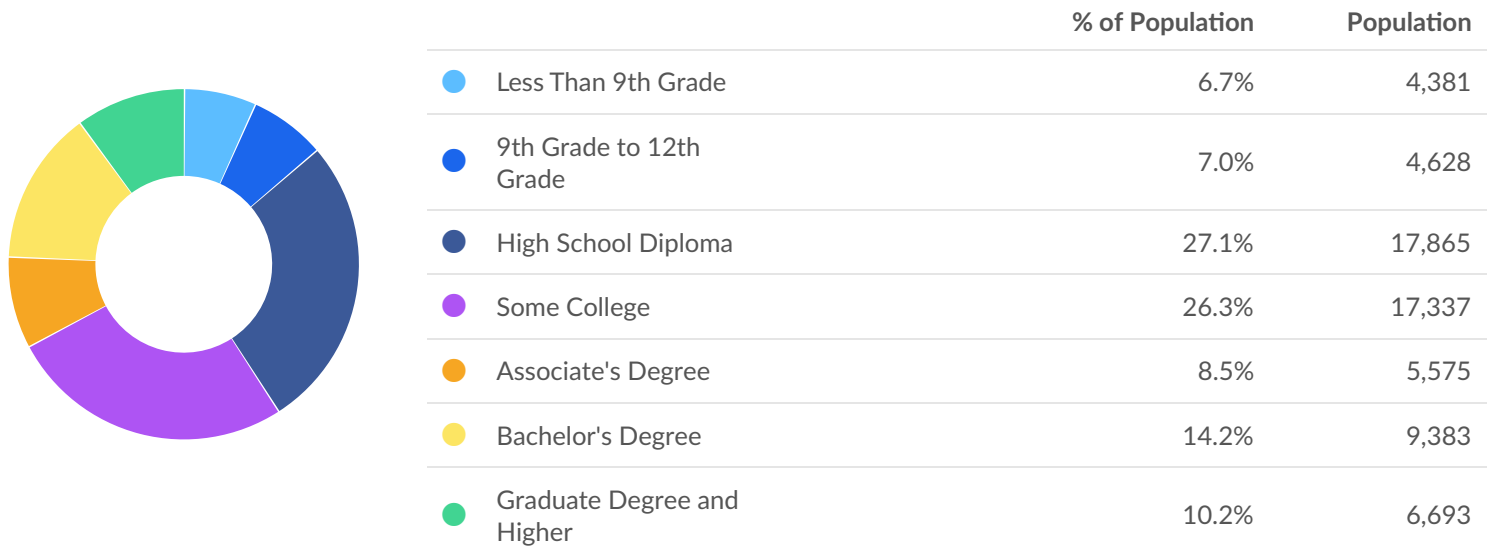 % of Population Population
Less Than 9th Grade 6.7% 4,381
9th Grade to 12th
Grade 7.0% 4,628
High School Diploma 27.1% 17,865
Some College 26.3% 17,337
Associate's Degree 8.5% 5,575
Bachelor's Degree 14.2% 9,383
Graduate Degree and
Higher 10.2% 6,693